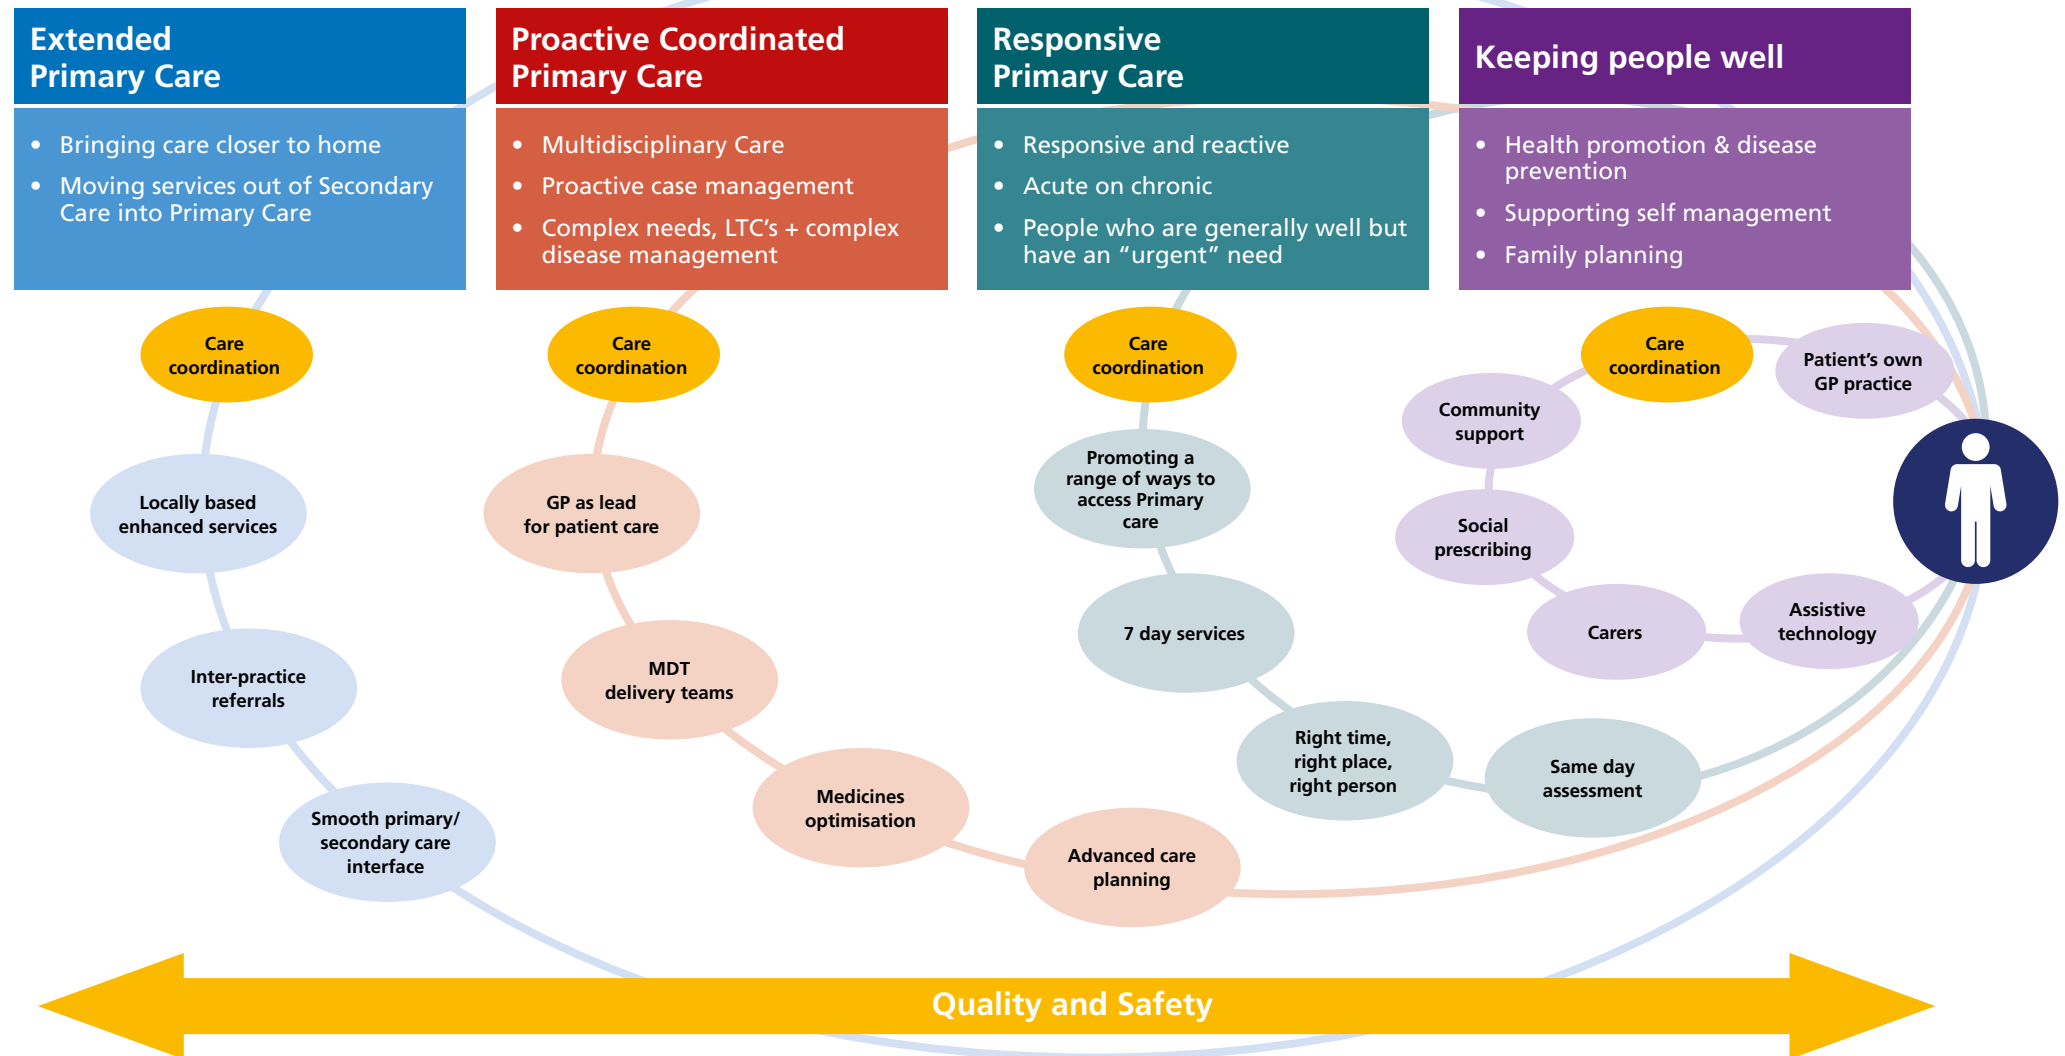 Extended
Primary Care
• Bringing care closer to home
• Moving services out of Secondary
Care into Primary Care
Proactive Coordinated
Primary Care
• Multidisciplinary Care
• Proactive case management
• Complex needs, LTC’s + complex
disease management
Responsive
Primary Care
• Responsive and reactive
• Acute on chronic
• People who are generally well but
have an “urgent” need
Keeping people well
• Health promotion & disease
prevention
• Supporting self management
• Family planning
Care
coordination
Locally based
enhanced services
Inter-practice
referrals
Smooth primary/
secondary care
interface
Care
coordination
GP as lead
for patient care
MDT
delivery teams
Medicines
optimisation
Advanced care
planning
Care
coordination
Promoting a
range of ways to
access Primary
care
7 day services
Right time,
right place,
right person
Same day
assessment
Care
coordination
Patient’s own
GP practice
Community
support
Social
prescribing
Carers
Assistive
technology
Quality and Safety